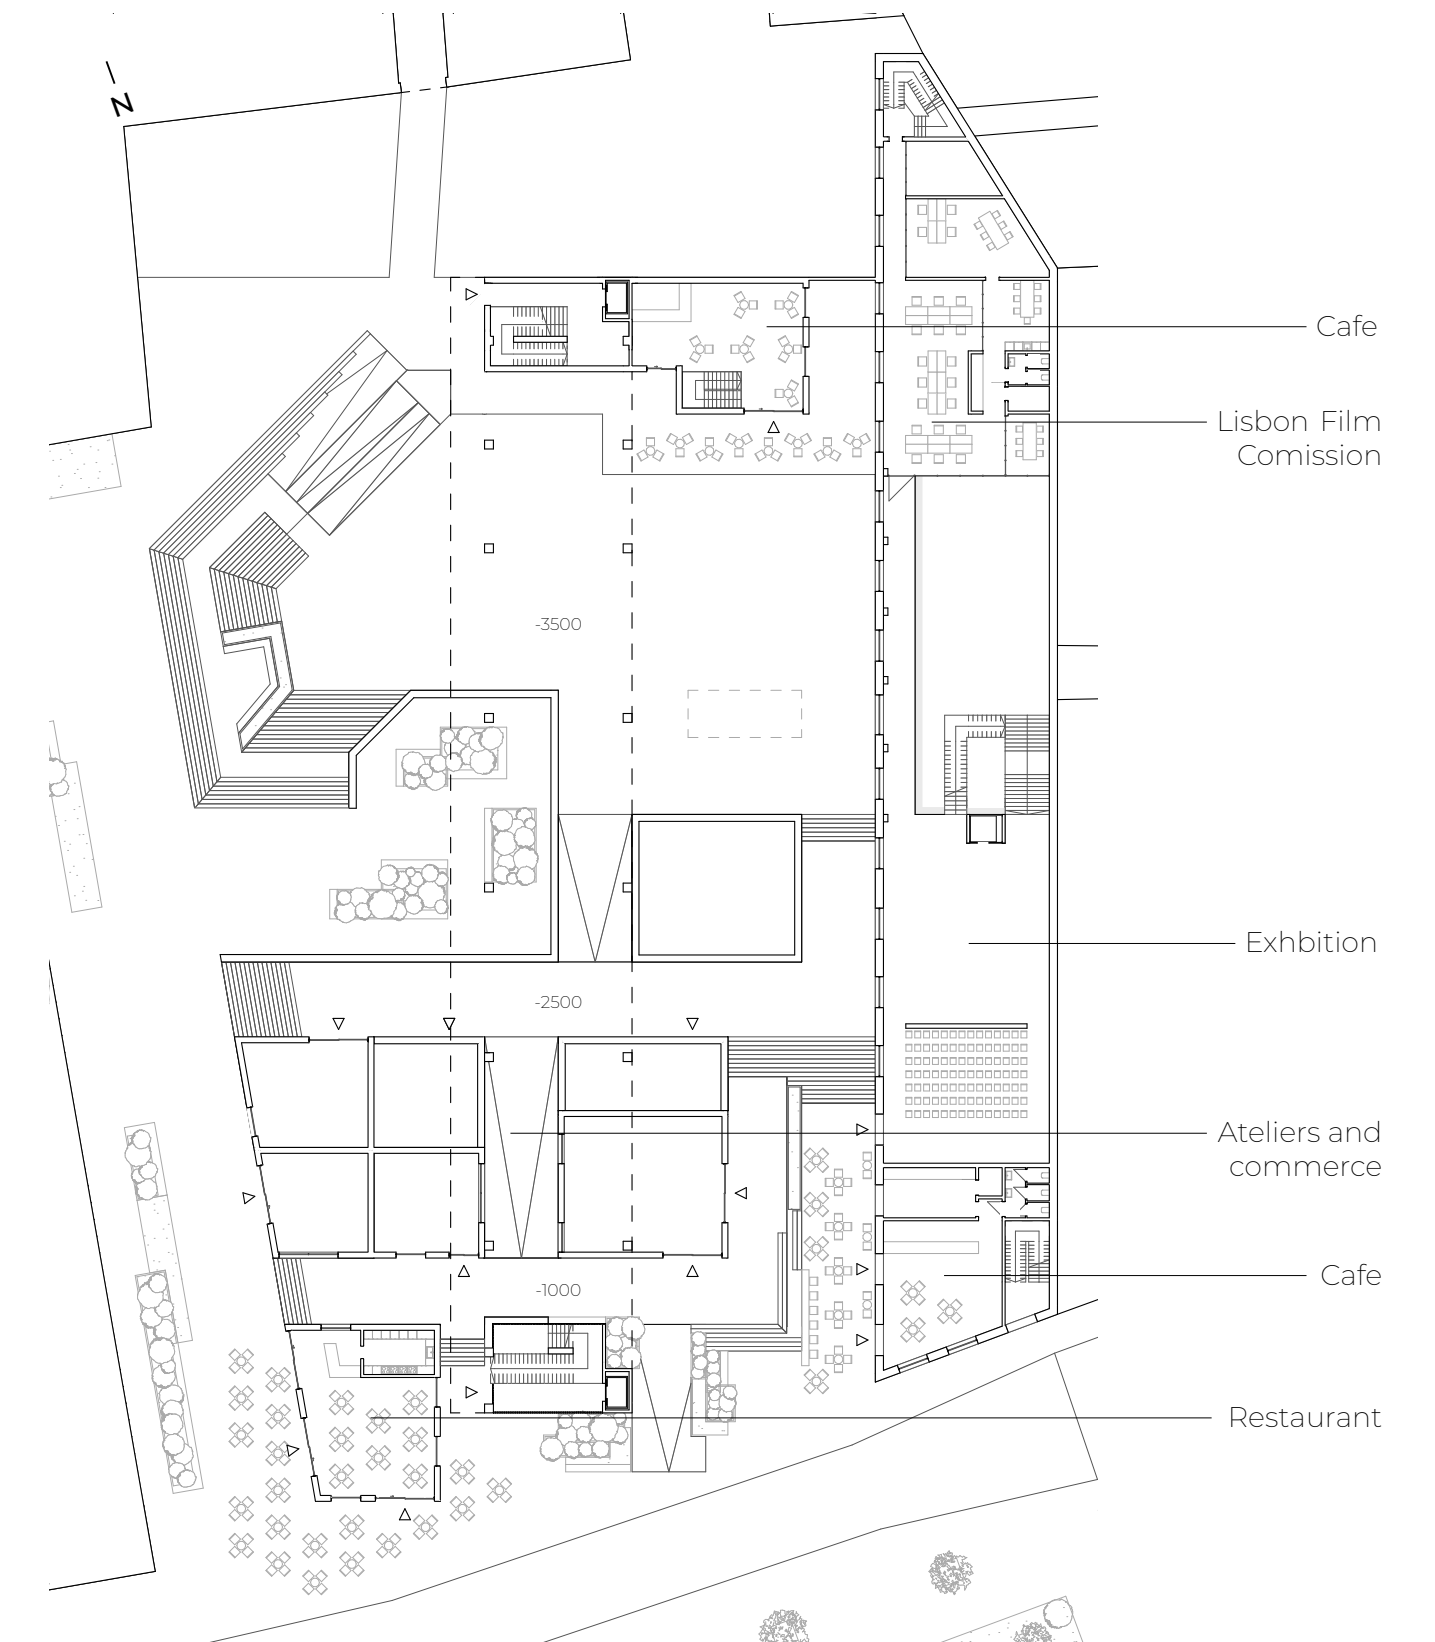 N
Cafe
Lisbon Film
Comission
-3500
Exhbition
-2500
Ateliers and
commerce
Cafe
-1000
Restaurant